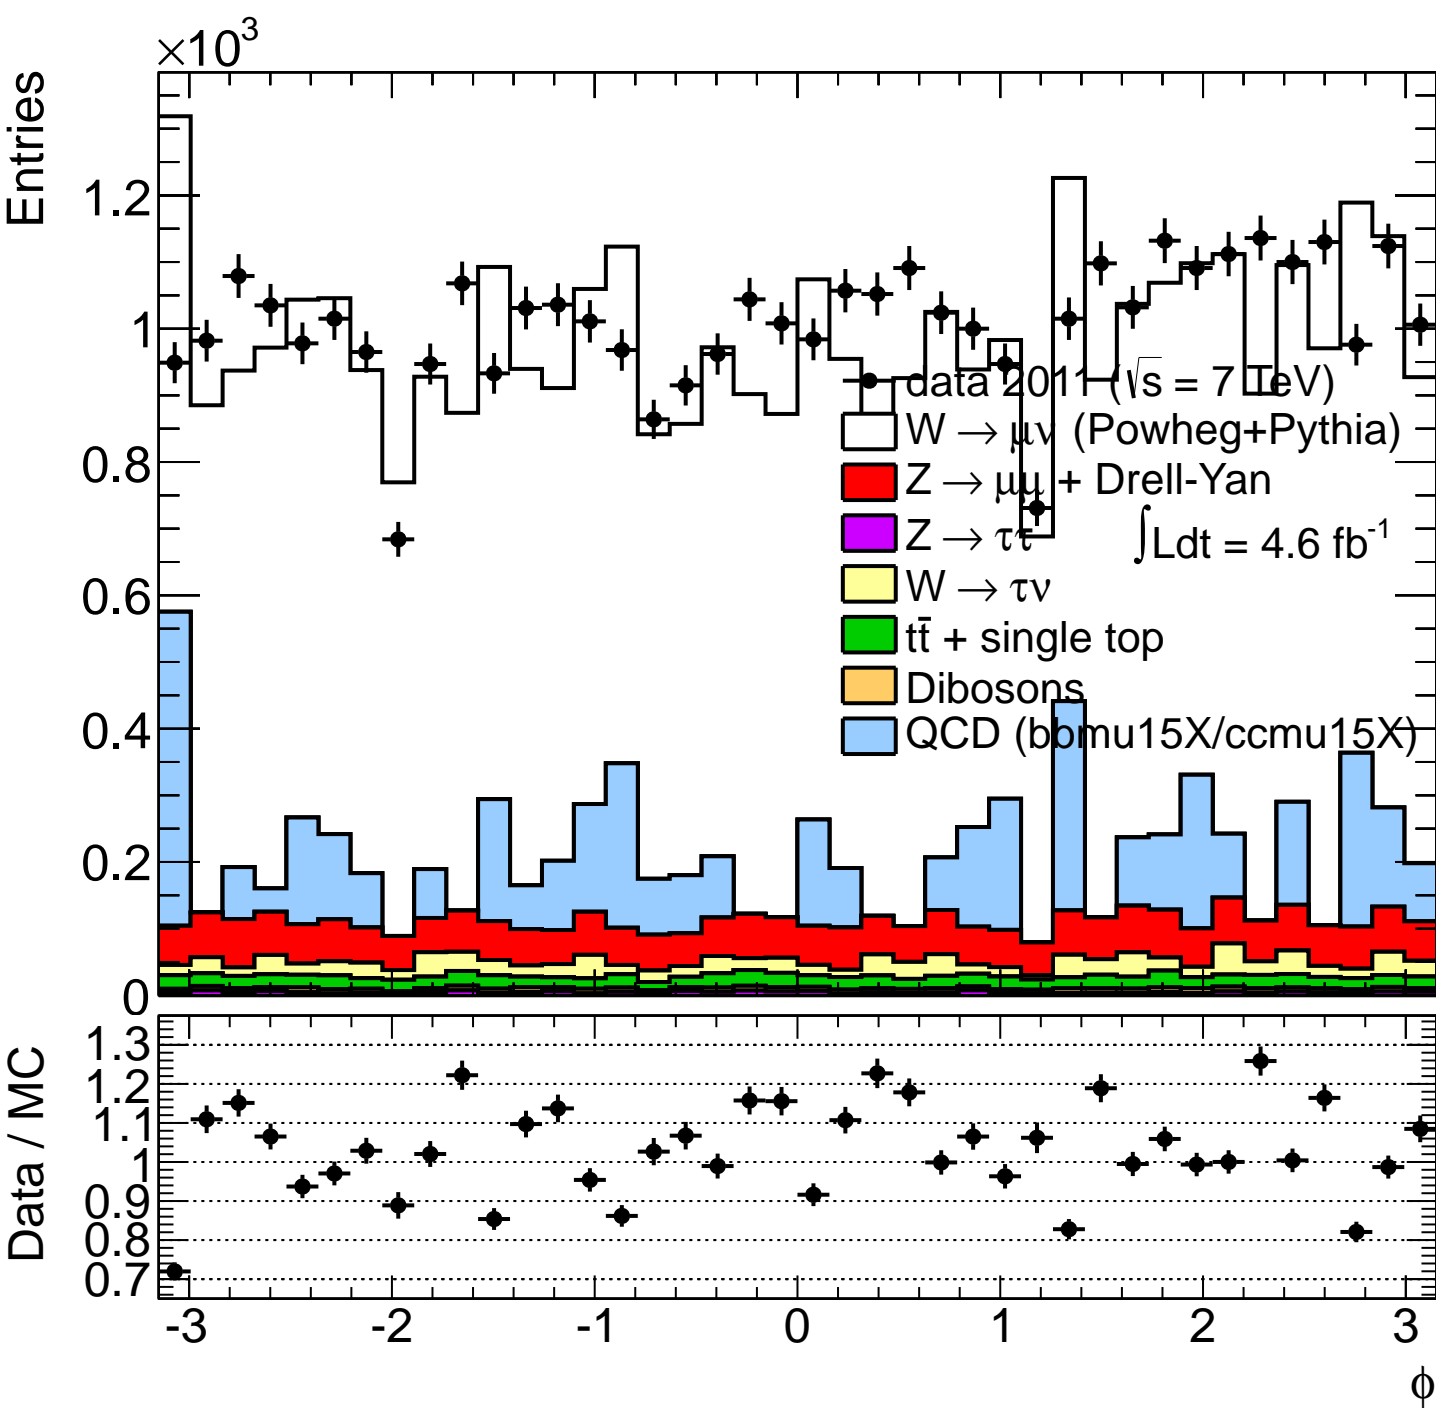 ×10³
Entries
1.2
1
0.8
0.6
0.4
0.2
0
data 2011 (√s = 7 TeV)
W → μν (Powheg+Pythia)
Z → μμ + Drell-Yan
Z → ττ
∫Ldt = 4.6 fb⁻¹
W → τν
tt̄ + single top
Dibosons
QCD (bbmu15X/ccmu15X)
Data / MC
1.3
1.2
1.1
1
0.9
0.8
0.7
-3 -2 -1 0 1 2 3
ϕ